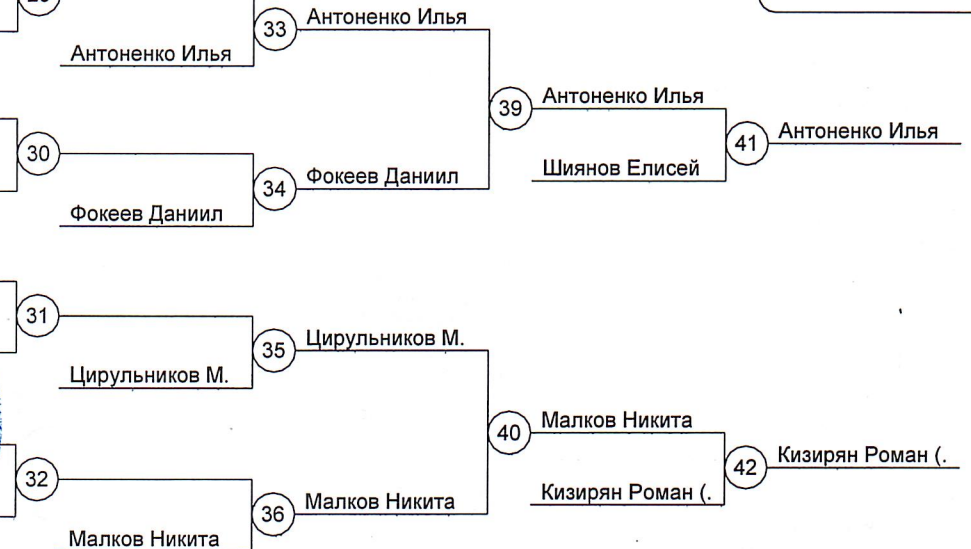 33
Антоненко Илья
Антоненко Илья
39
Антоненко Илья
41
Антоненко Илья
Шиянов Елисей
30
34
Фокеев Даниил
Фокеев Даниил
31
35
Цирульников М.
Цирульников М.
40
Малков Никита
42
Кизирян Роман (.
Кизирян Роман (.
32
36
Малков Никита
Малков Никита